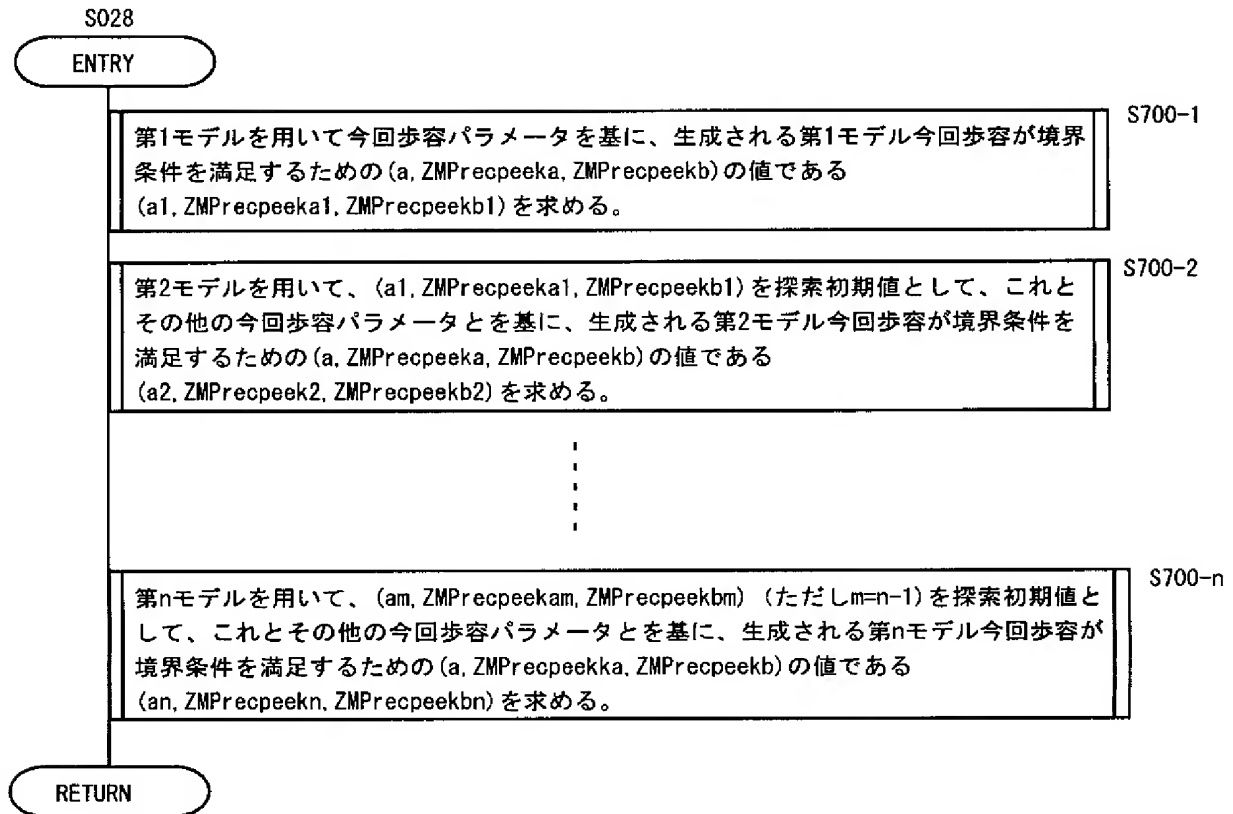 S028
ENTRY
S700-1
第1モデルを用いて今回歩容パラメータを基に、生成される第1モデル今回歩容が境界
条件を満足するための(a, ZMPrecpeeka, ZMPrecpeekb)の値である
(a1, ZMPrecpeeka1, ZMPrecpeekb1)を求める。
S700-2
第2モデルを用いて、(a1, ZMPrecpeeka1, ZMPrecpeekb1)を探索初期値として、これと
その他の今回歩容パラメータとを基に、生成される第2モデル今回歩容が境界条件を
満足するための(a, ZMPrecpeeka, ZMPrecpeekb)の値である
(a2, ZMPrecpeek2, ZMPrecpeekb2)を求める。
S700-n
第nモデルを用いて、(am, ZMPrecpeekam, ZMPrecpeekbm) (ただしm=n-1)を探索初期値と
して、これとその他の今回歩容パラメータとを基に、生成される第nモデル今回歩容が
境界条件を満足するための(a, ZMPrecpeekka, ZMPrecpeekb)の値である
(an, ZMPrecpeekn, ZMPrecpeekbn)を求める。
RETURN